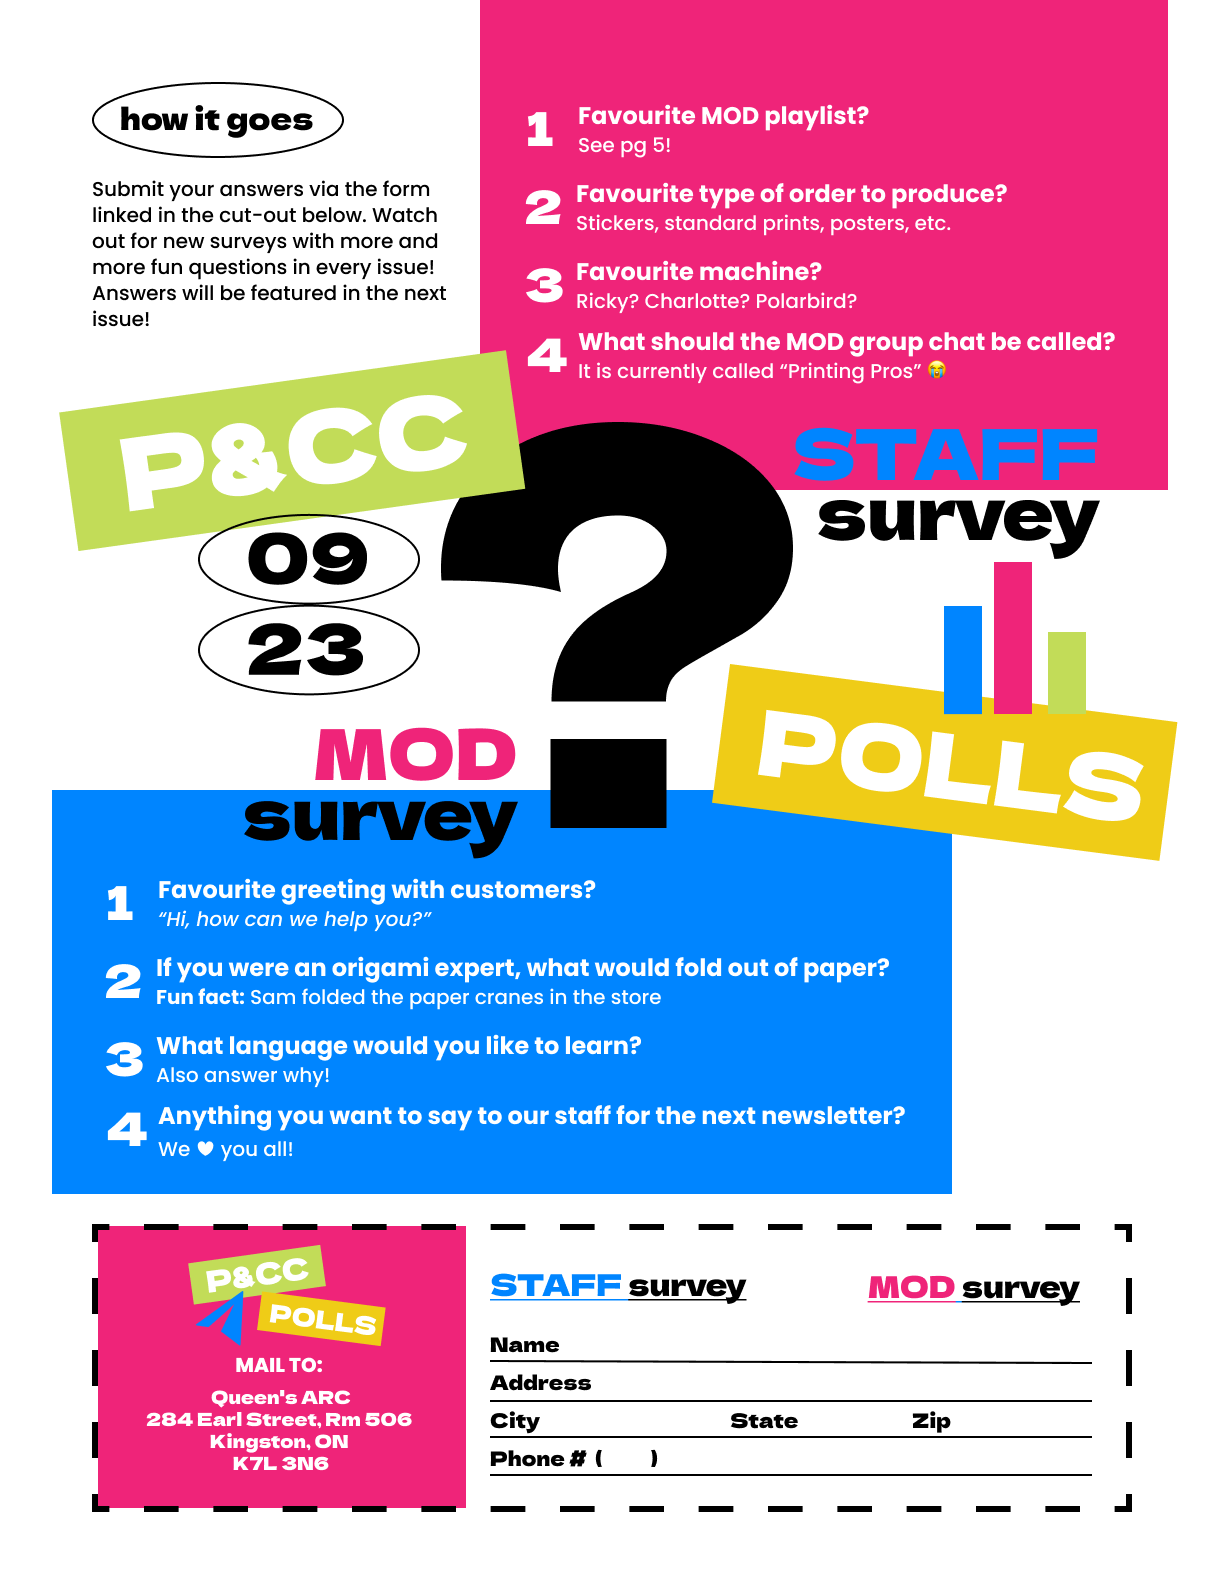 how it goes
Submit your answers via the form
linked in the cut-out below. Watch
out for new surveys with more and
more fun questions in every issue!
Answers will be featured in the next
issue!
1 Favourite MOD playlist?
See pg 5!
2 Favourite type of order to produce?
Stickers, standard prints, posters, etc.
3 Favourite machine?
Ricky? Charlotte? Polarbird?
4 What should the MOD group chat be called?
It is currently called “Printing Pros” 😭
P&CC
09
23
?
STAFF
survey
POLLS
MOD
survey
1 Favourite greeting with customers?
“Hi, how can we help you?”
2 If you were an origami expert, what would fold out of paper?
Fun fact: Sam folded the paper cranes in the store
3 What language would you like to learn?
Also answer why!
4 Anything you want to say to our staff for the next newsletter?
We ♥ you all!
P&CC
POLLS
MAIL TO:
Queen's ARC
284 Earl Street, Rm 506
Kingston, ON
K7L 3N6
STAFF survey MOD survey
Name
Address
City State Zip
Phone # ( )